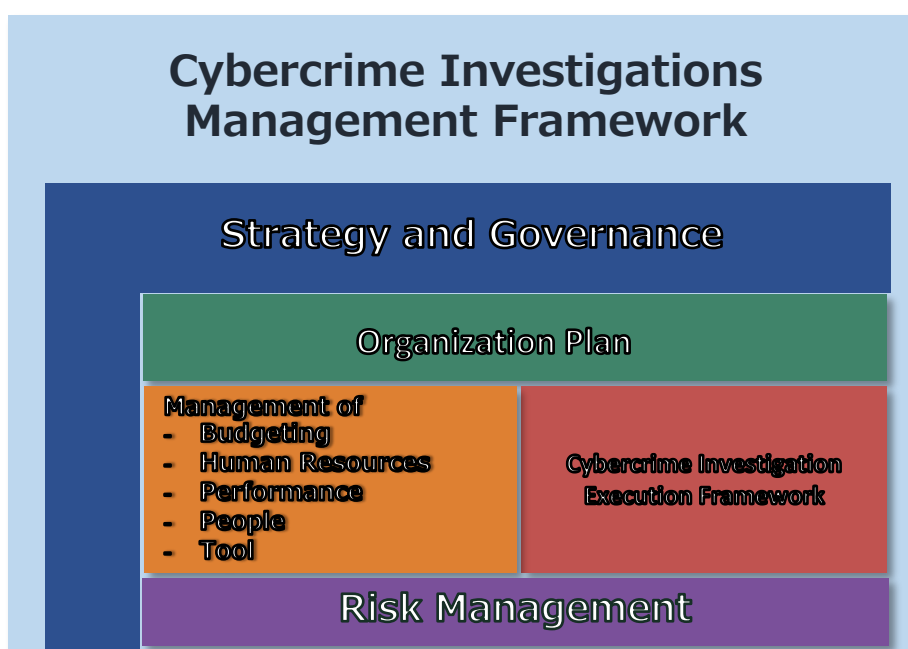 Cybercrime Investigations
Management Framework
Strategy and Governance
Organization Plan
Management of
- Budgeting
- Human Resources
- Performance
- People
- Tool
Cybercrime Investigation
Execution Framework
Risk Management